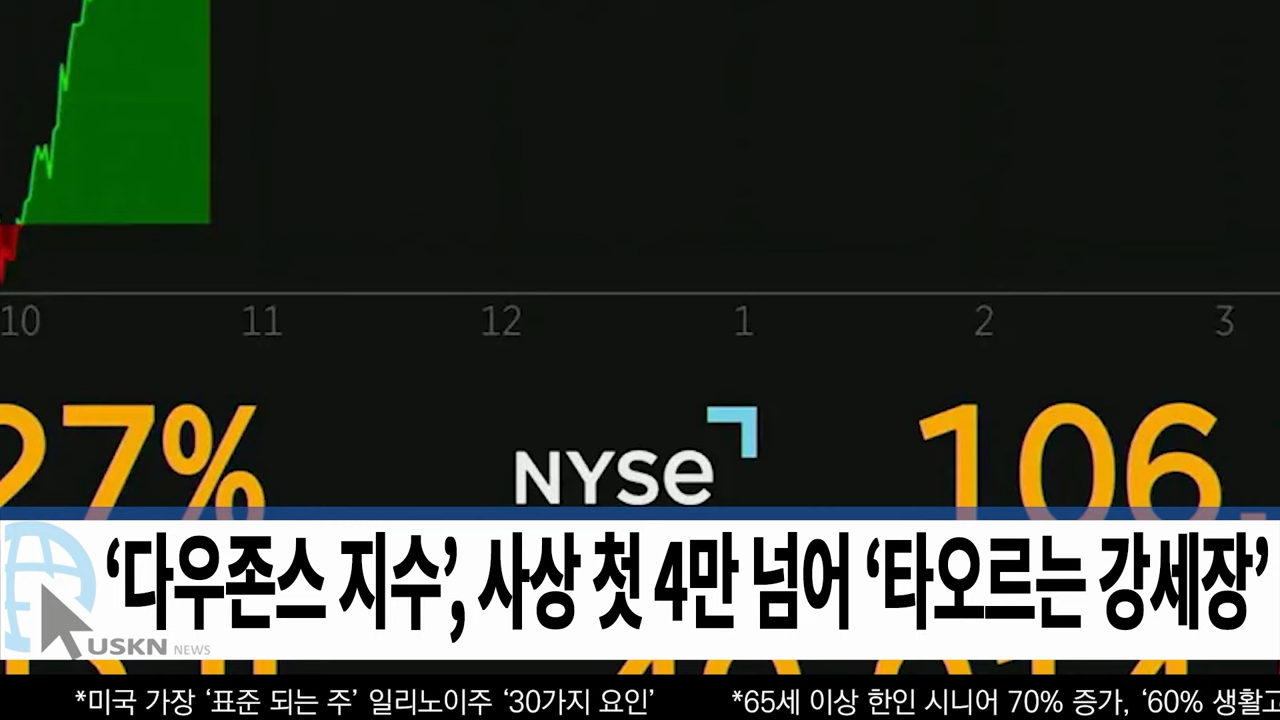 10 11 12 1 2 3
27% NYSE 106.
‘다우존스 지수’, 사상 첫 4만 넘어 ‘타오르는 강세장’
USKN NEWS
*미국 가장 ‘표준 되는 주’ 일리노이주 ‘30가지 요인’ *65세 이상 한인 시니어 70% 증가, ‘60% 생활고